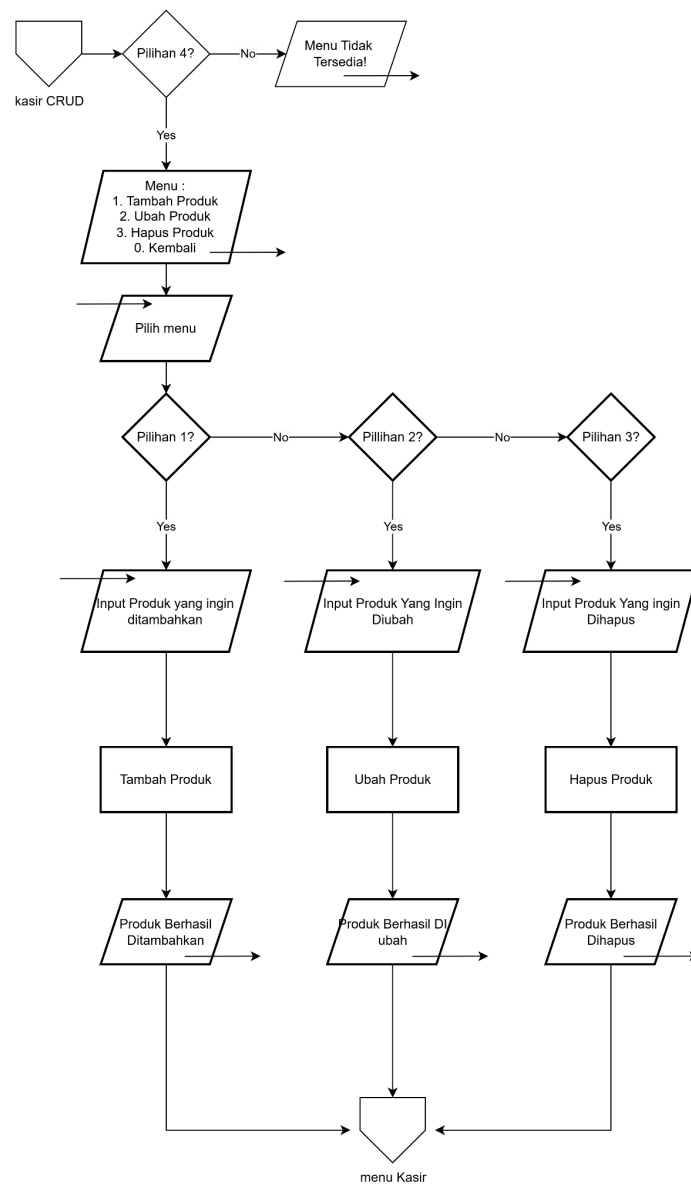 Pilihan 4?
No
Menu Tidak
Tersedia!
kasir CRUD
Yes
Menu :
1. Tambah Produk
2. Ubah Produk
3. Hapus Produk
0. Kembali
Pilih menu
Pilihan 1?
No
Pillihan 2?
No
Pilihan 3?
Yes
Yes
Yes
Input Produk yang ingin
ditambahkan
Input Produk Yang Ingin
Diubah
Input Produk Yang ingin
Dihapus
Tambah Produk
Ubah Produk
Hapus Produk
Produk Berhasil
Ditambahkan
Produk Berhasil DI
ubah
Produk Berhasil
Dihapus
menu Kasir